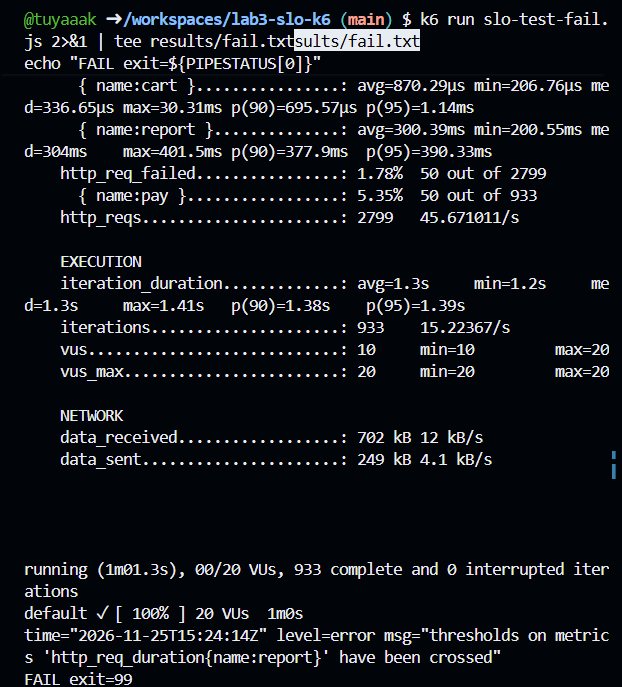 @tuyaaak ➜/workspaces/lab3-slo-k6 (main) $ k6 run slo-test-fail.
js 2>&1 | tee results/fail.txtsults/fail.txt
echo "FAIL exit=${PIPESTATUS[0]}"
{ name:cart }................: avg=870.29µs min=206.76µs me
d=336.65µs max=30.31ms p(90)=695.57µs p(95)=1.14ms
{ name:report }..............: avg=300.39ms min=200.55ms me
d=304ms    max=401.5ms p(90)=377.9ms  p(95)=390.33ms
http_req_failed................: 1.78%  50 out of 2799
{ name:pay }.................: 5.35%  50 out of 933
http_reqs......................: 2799   45.671011/s
EXECUTION
iteration_duration.............: avg=1.3s     min=1.2s     me
d=1.3s     max=1.41s   p(90)=1.38s    p(95)=1.39s
iterations.....................: 933    15.22367/s
vus............................: 10     min=10         max=20
vus_max........................: 20     min=20         max=20
NETWORK
data_received..................: 702 kB 12 kB/s
data_sent......................: 249 kB 4.1 kB/s
running (1m01.3s), 00/20 VUs, 933 complete and 0 interrupted iter
ations
default ✓ [ 100% ] 20 VUs  1m0s
time="2026-11-25T15:24:14Z" level=error msg="thresholds on metric
s 'http_req_duration{name:report}' have been crossed"
FAIL exit=99